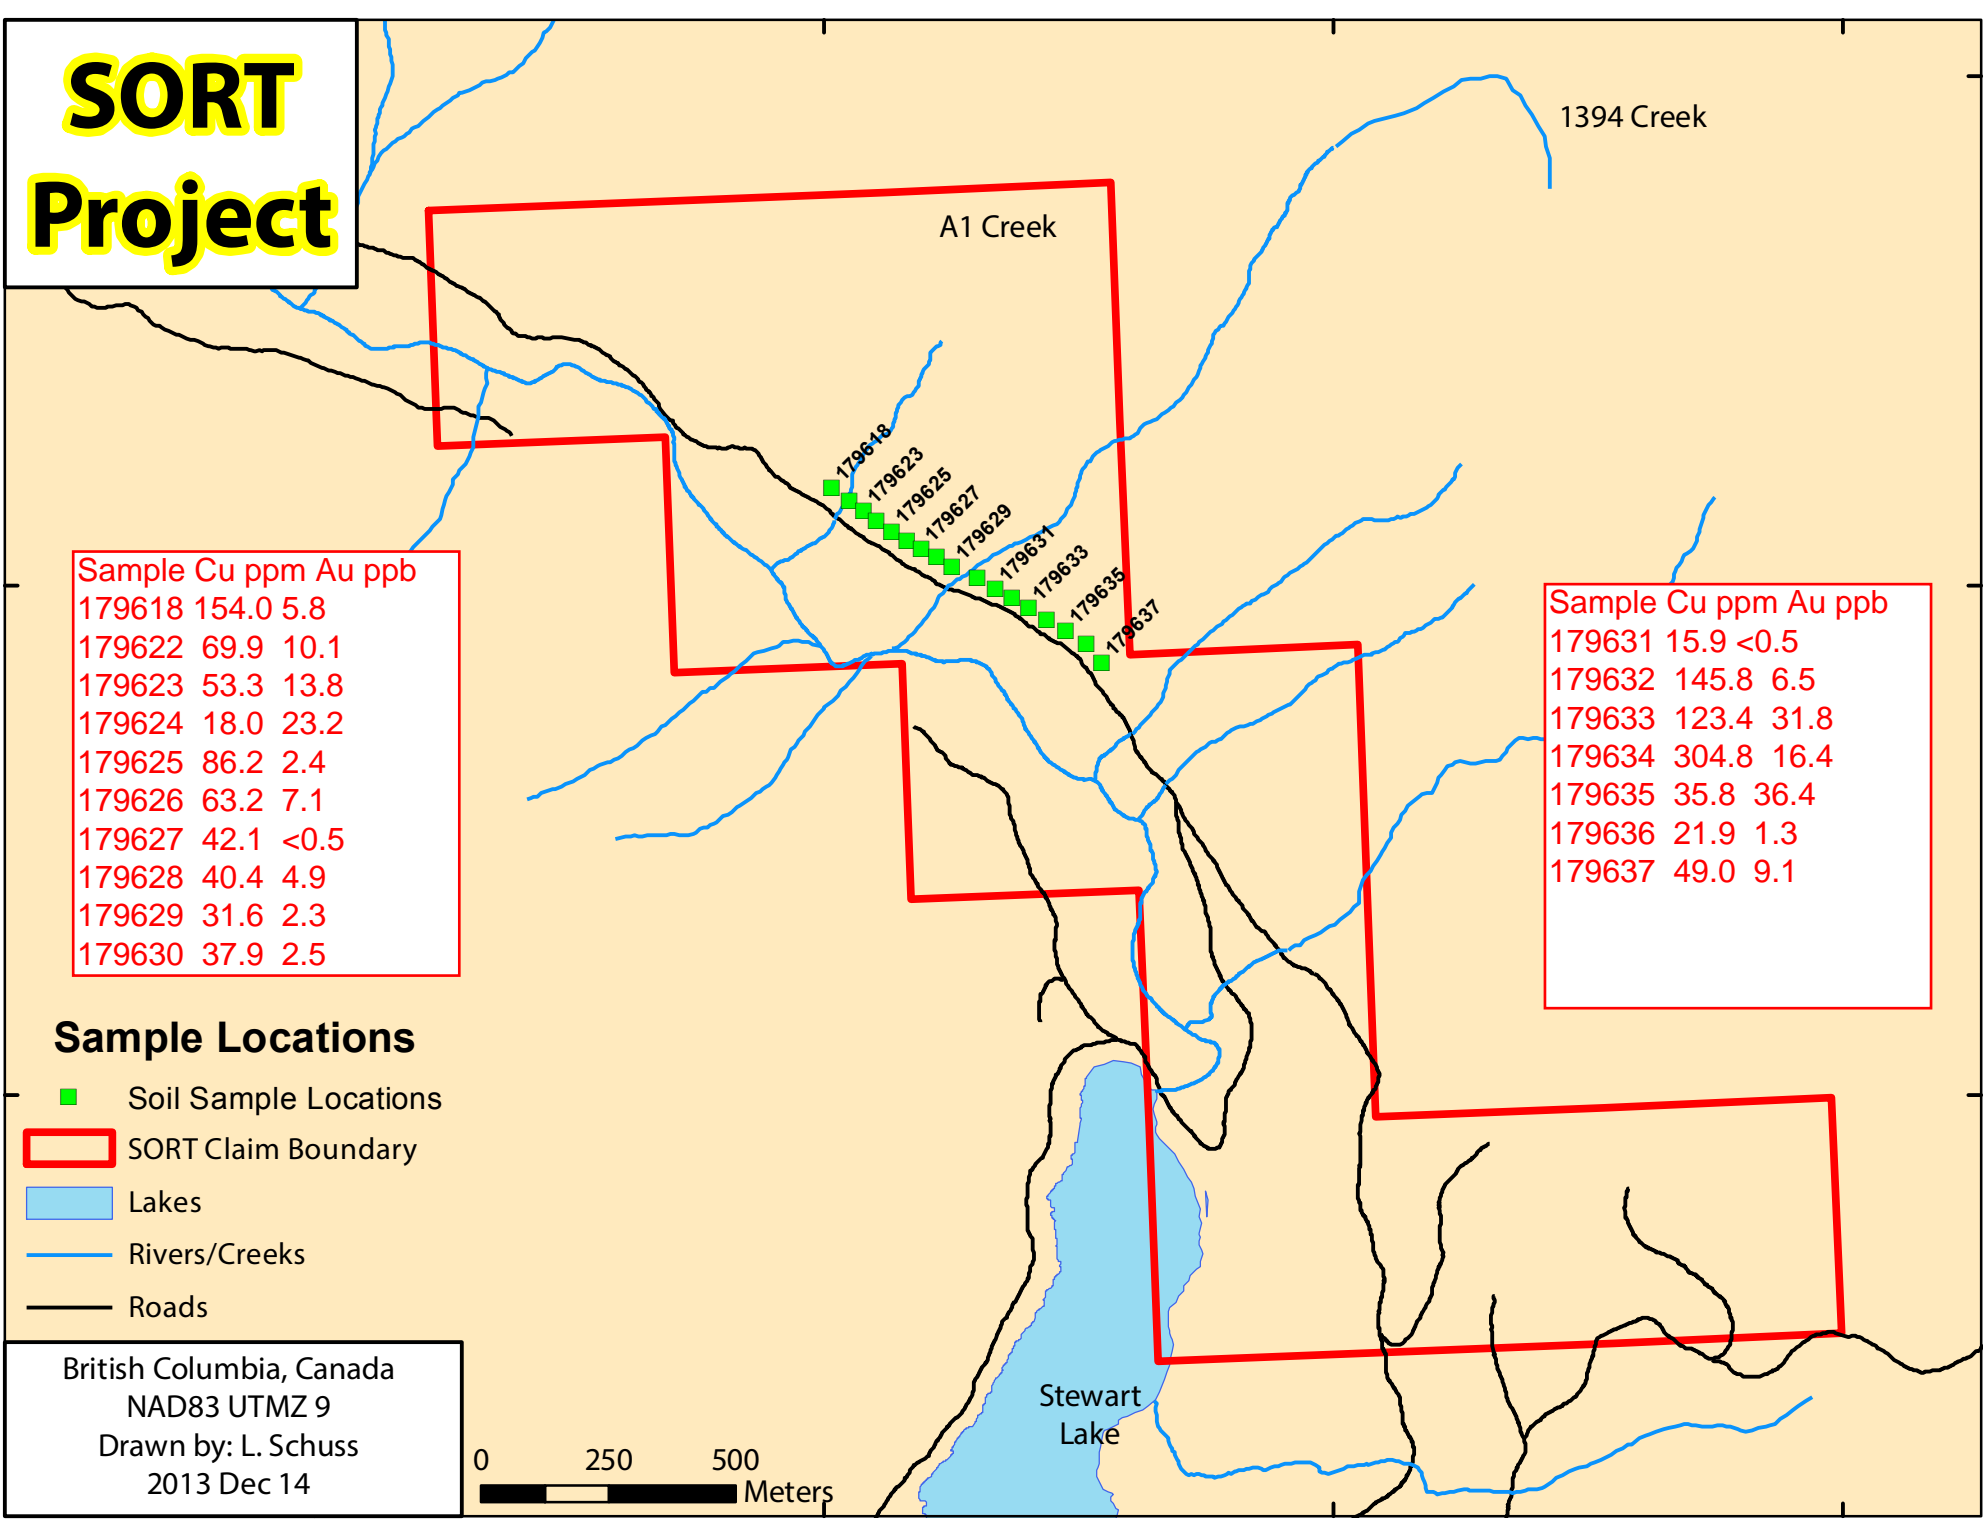 SORT
Project
1394 Creek
A1 Creek
179618
179623
179625
179627
179629
179631
179633
179635
179637
Sample Cu ppm Au ppb
179618 154.0 5.8
179622 69.9 10.1
179623 53.3 13.8
179624 18.0 23.2
179625 86.2 2.4
179626 63.2 7.1
179627 42.1 <0.5
179628 40.4 4.9
179629 31.6 2.3
179630 37.9 2.5
Sample Cu ppm Au ppb
179631 15.9 <0.5
179632 145.8 6.5
179633 123.4 31.8
179634 304.8 16.4
179635 35.8 36.4
179636 21.9 1.3
179637 49.0 9.1
Sample Locations
Soil Sample Locations
SORT Claim Boundary
Lakes
Rivers/Creeks
Roads
British Columbia, Canada
NAD83 UTMZ 9
Drawn by: L. Schuss
2013 Dec 14
0 250 500
Meters
Stewart
Lake